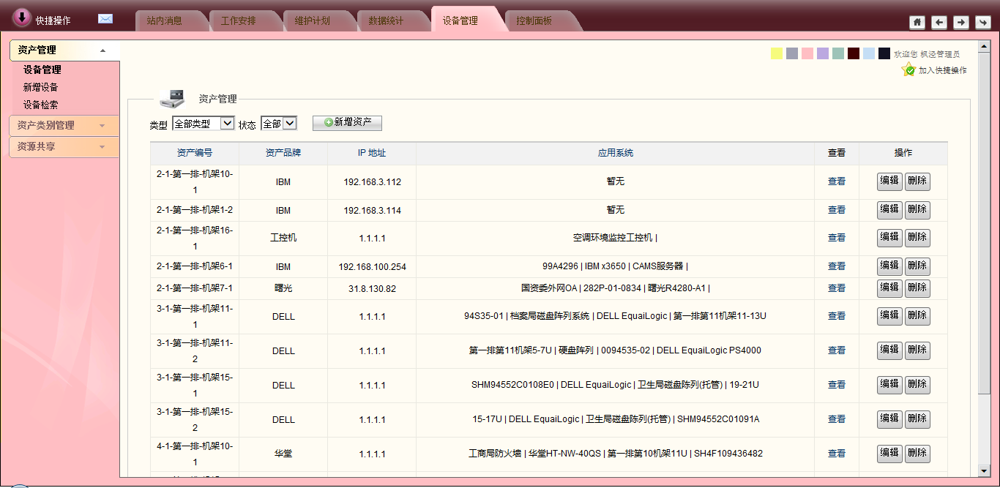 快捷操作
站内消息 工作安排 维护计划 数据统计 设备管理 控制面板
资产管理
设备管理
新增设备
设备检索
资产类别管理
资源共享
欢迎您 枫泾管理员
加入快捷操作
资产管理
类型 全部类型 状态 全部 新增资产
资产编号 资产品牌 IP 地址 应用系统 查看 操作
2-1-第一排-机架10-1 IBM 192.168.3.112 暂无 查看 编辑 删除
2-1-第一排-机架1-2 IBM 192.168.3.114 暂无 查看 编辑 删除
2-1-第一排-机架16-1 工控机 1.1.1.1 空调环境监控工控机 | 查看 编辑 删除
2-1-第一排-机架6-1 IBM 192.168.100.254 99A4296 | IBM x3650 | CAMS服务器 | 查看 编辑 删除
2-1-第一排-机架7-1 曙光 31.8.130.82 国资委外网OA | 282P-01-0834 | 曙光R4280-A1 | 查看 编辑 删除
3-1-第一排-机架11-1 DELL 1.1.1.1 94S35-01 | 档案局磁盘阵列系统 | DELL EquaiLogic | 第一排第11机架11-13U 查看 编辑 删除
3-1-第一排-机架11-2 DELL 1.1.1.1 第一排第11机架5-7U | 硬盘阵列 | 0094535-02 | DELL EquaiLogic PS4000 查看 编辑 删除
3-1-第一排-机架15-1 DELL 1.1.1.1 SHM94552C0108E0 | DELL EquaiLogic | 卫生局磁盘陈列(托管) | 19-21U 查看 编辑 删除
3-1-第一排-机架15-2 DELL 1.1.1.1 15-17U | DELL EquaiLogic | 卫生局磁盘陈列(托管) | SHM94552C01091A 查看 编辑 删除
4-1-第一排-机架10-1 华堂 1.1.1.1 工商局防火墙 | 华堂HT-NW-40QS | 第一排第10机架11U | SH4F109436482 查看 编辑 删除